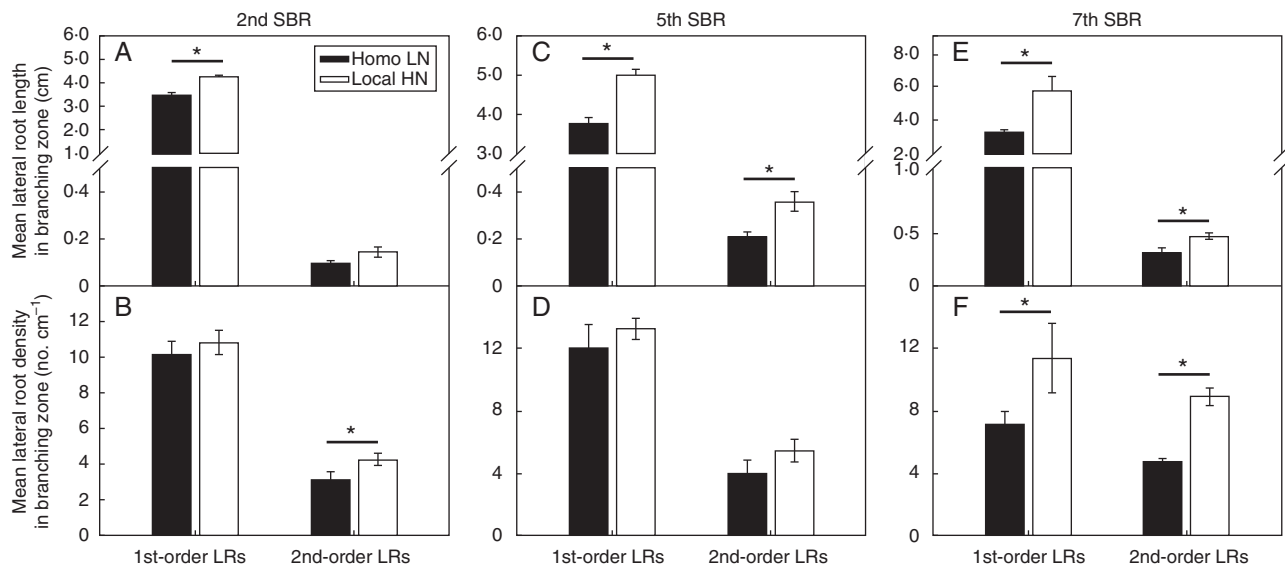 2nd SBR
5th SBR
7th SBR
Mean lateral root length
in branching zone (cm)
A
6·0
5·0
4·0
3·0
2·0
1·0
0·4
0·2
0
*
Homo LN
Local HN
C
6·0
5·0
4·0
3·0
0·4
0·2
0
*
*
E
8·0
6·0
4·0
2·0
1·0
0·5
0
*
*
Mean lateral root density
in branching zone (no. cm−1)
B
12
10
8
6
4
2
0
*
D
12
8
4
0
F
12
8
4
0
*
*
1st-order LRs
2nd-order LRs
1st-order LRs
2nd-order LRs
1st-order LRs
2nd-order LRs